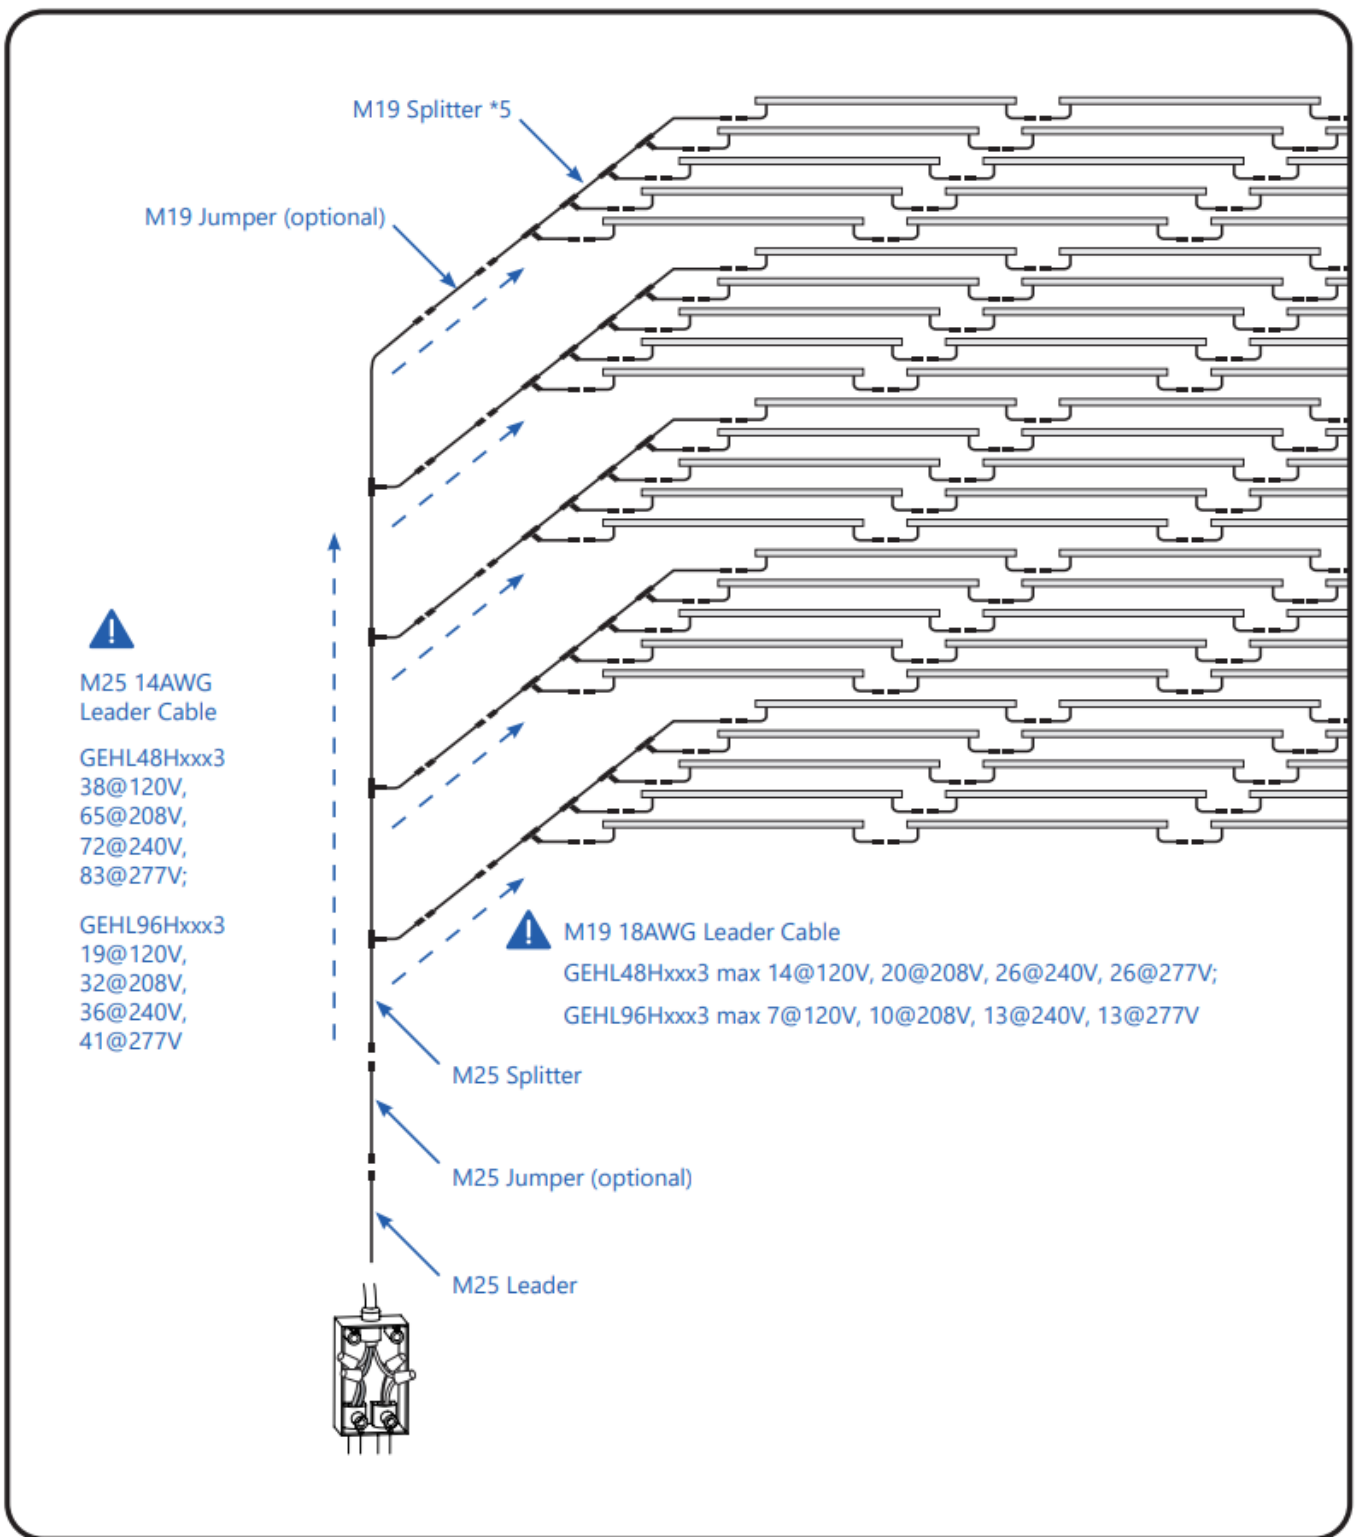 M19 Splitter *5
M19 Jumper (optional)
M25 14AWG
Leader Cable
GEHL48Hxxx3
38@120V,
65@208V,
72@240V,
83@277V;
GEHL96Hxxx3
19@120V,
32@208V,
36@240V,
41@277V
M19 18AWG Leader Cable
GEHL48Hxxx3 max 14@120V, 20@208V, 26@240V, 26@277V;
GEHL96Hxxx3 max 7@120V, 10@208V, 13@240V, 13@277V
M25 Splitter
M25 Jumper (optional)
M25 Leader